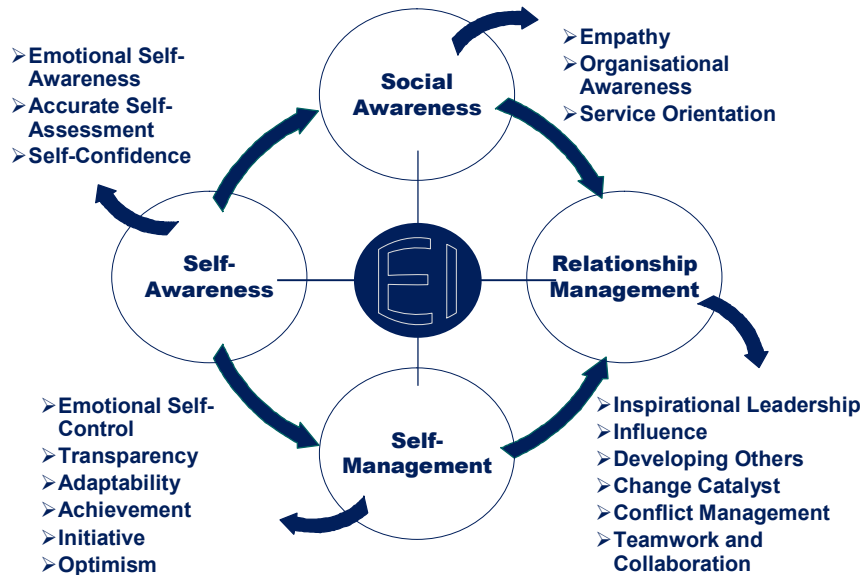 ➢Emotional Self-
Awareness
➢Accurate Self-
Assessment
➢Self-Confidence
Social
Awareness
➢Empathy
➢Organisational
Awareness
➢Service Orientation
Self-
Awareness
EI
Relationship
Management
➢Emotional Self-
Control
➢Transparency
➢Adaptability
➢Achievement
➢Initiative
➢Optimism
Self-
Management
➢Inspirational Leadership
➢Influence
➢Developing Others
➢Change Catalyst
➢Conflict Management
➢Teamwork and
Collaboration